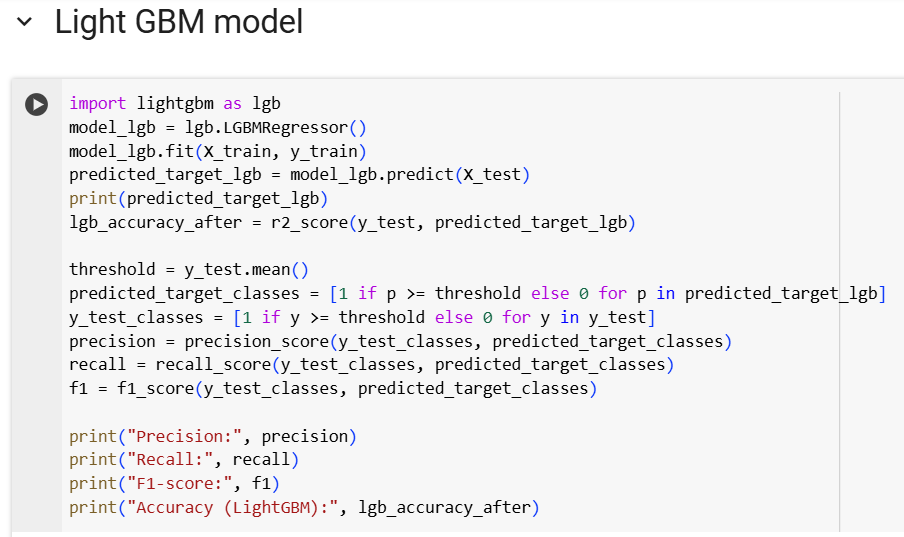 Light GBM model
import lightgbm as lgb
model_lgb = lgb.LGBMRegressor()
model_lgb.fit(X_train, y_train)
predicted_target_lgb = model_lgb.predict(X_test)
print(predicted_target_lgb)
lgb_accuracy_after = r2_score(y_test, predicted_target_lgb)
threshold = y_test.mean()
predicted_target_classes = [1 if p >= threshold else 0 for p in predicted_target_lgb]
y_test_classes = [1 if y >= threshold else 0 for y in y_test]
precision = precision_score(y_test_classes, predicted_target_classes)
recall = recall_score(y_test_classes, predicted_target_classes)
f1 = f1_score(y_test_classes, predicted_target_classes)
print("Precision:", precision)
print("Recall:", recall)
print("F1-score:", f1)
print("Accuracy (LightGBM):", lgb_accuracy_after)